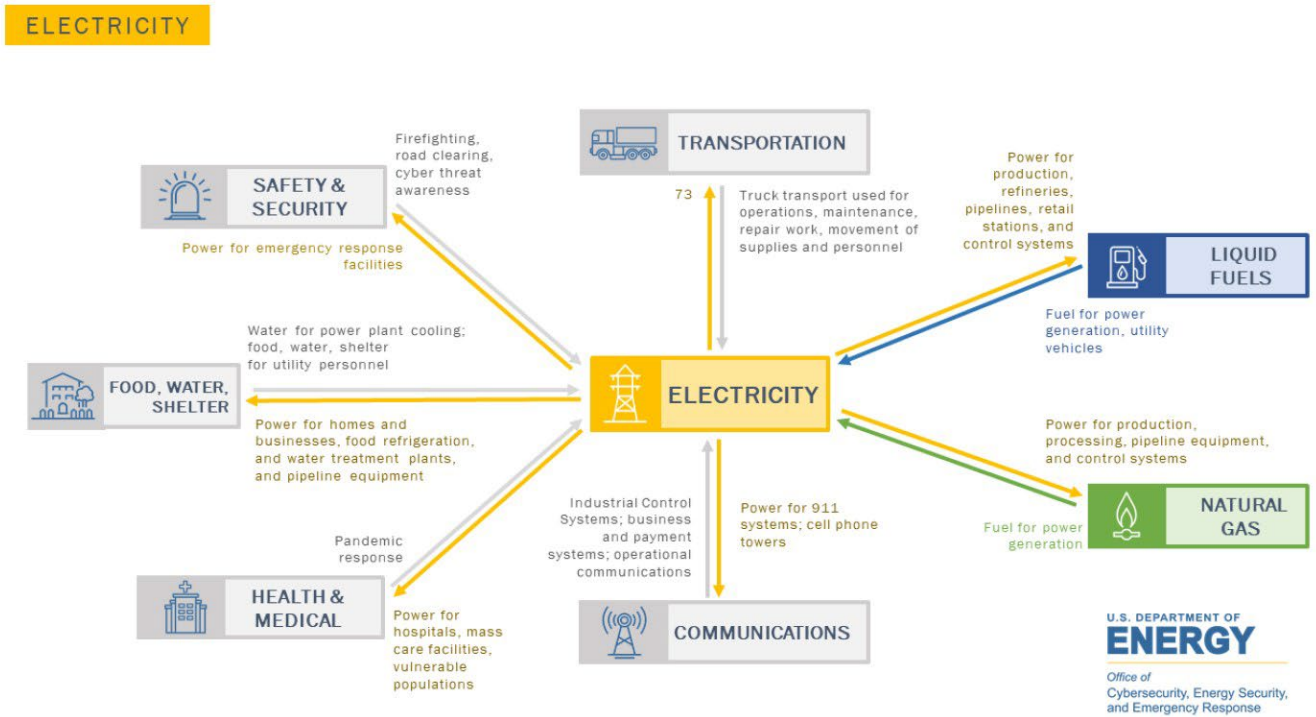 ELECTRICITY
Firefighting,
road clearing,
cyber threat
awareness
SAFETY &
SECURITY
Power for emergency response
facilities
TRANSPORTATION
73
Truck transport used for
operations, maintenance,
repair work, movement of
supplies and personnel
Power for
production,
refineries,
pipelines, retail
stations, and
control systems
LIQUID
FUELS
Fuel for power
generation, utility
vehicles
Water for power plant cooling;
food, water, shelter
for utility personnel
FOOD, WATER,
SHELTER
Power for homes and
businesses, food refrigeration,
and water treatment plants,
and pipeline equipment
ELECTRICITY
Power for production,
processing, pipeline equipment,
and control systems
NATURAL
GAS
Fuel for power
generation
Pandemic
response
HEALTH &
MEDICAL
Power for
hospitals, mass
care facilities,
vulnerable
populations
Industrial Control
Systems; business
and payment
systems; operational
communications
Power for 911
systems; cell phone
towers
COMMUNICATIONS
U.S. DEPARTMENT OF
ENERGY
Office of
Cybersecurity, Energy Security,
and Emergency Response